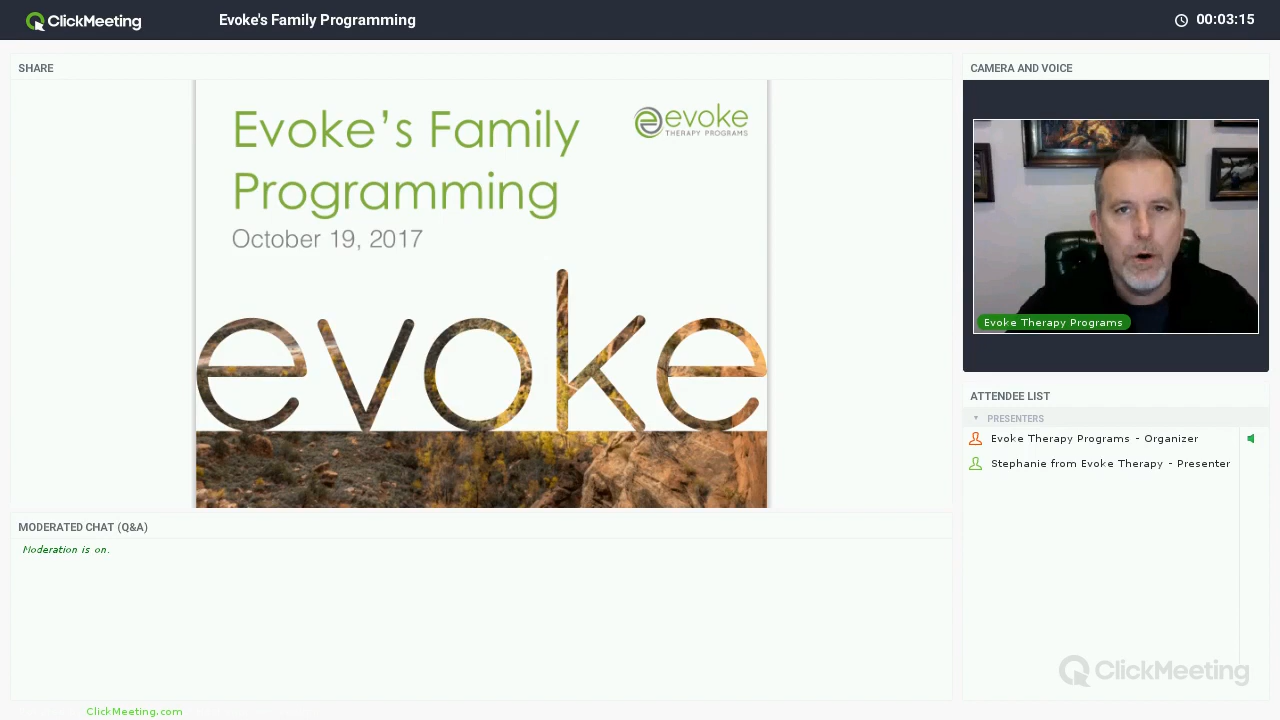 ClickMeeting
Evoke's Family Programming
00:03:15
SHARE
Evoke's Family
Programming
October 19, 2017
evoke
THERAPY PROGRAMS
evoke
CAMERA AND VOICE
Evoke Therapy Programs
ATTENDEE LIST
PRESENTERS
Evoke Therapy Programs - Organizer
Stephanie from Evoke Therapy - Presenter
MODERATED CHAT (Q&A)
Moderation is on.
ClickMeeting
ClickMeeting.com